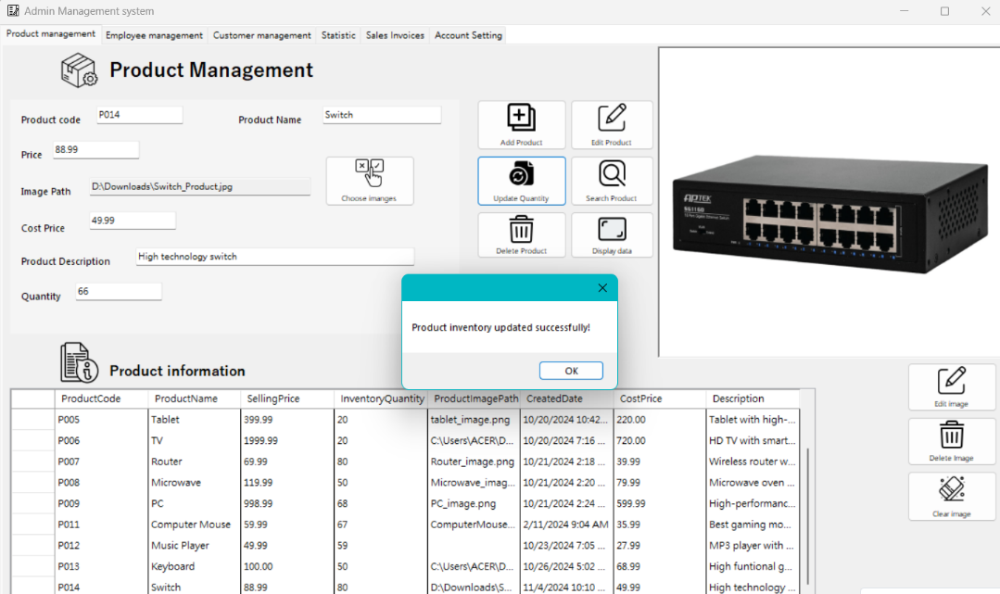 Admin Management system
Product management Employee management Customer management Statistic Sales Invoices Account Setting
Product Management
Product code P014 Product Name Switch
Price 88.99
Image Path D:\Downloads\Switch_Product.jpg
Choose imanges
Cost Price 49.99
Product Description High technology switch
Quantity 66
Add Product Edit Product
Update Quantity Search Product
Delete Product Display data
APTEK
SG1160
Product inventory updated successfully!
OK
Product information
ProductCode ProductName SellingPrice InventoryQuantity ProductImagePath CreatedDate CostPrice Description
P005 Tablet 399.99 20 tablet_image.png 10/20/2024 10:42... 220.00 Tablet with high-...
P006 TV 1999.99 20 C:\Users\ACER\D... 10/20/2024 7:16 ... 720.00 HD TV with smart...
P007 Router 69.99 80 Router_image.png 10/21/2024 2:18 ... 39.99 Wireless router w...
P008 Microwave 119.99 50 Microwave_imag... 10/21/2024 2:20 ... 79.99 Microwave oven ...
P009 PC 998.99 68 PC_image.png 10/21/2024 2:24 ... 599.99 High-performanc...
P011 Computer Mouse 59.99 67 ComputerMouse... 2/11/2024 9:04 AM 35.99 Best gaming mo...
P012 Music Player 49.99 59 10/23/2024 7:05 ... 27.99 MP3 player with ...
P013 Keyboard 100.00 50 C:\Users\ACER\D... 10/26/2024 5:02 ... 68.99 High funtional g...
P014 Switch 88.99 80 D:\Downloads\S... 11/4/2024 10:10 ... 49.99 High technology ...
Edit image
Delete Image
Clear image